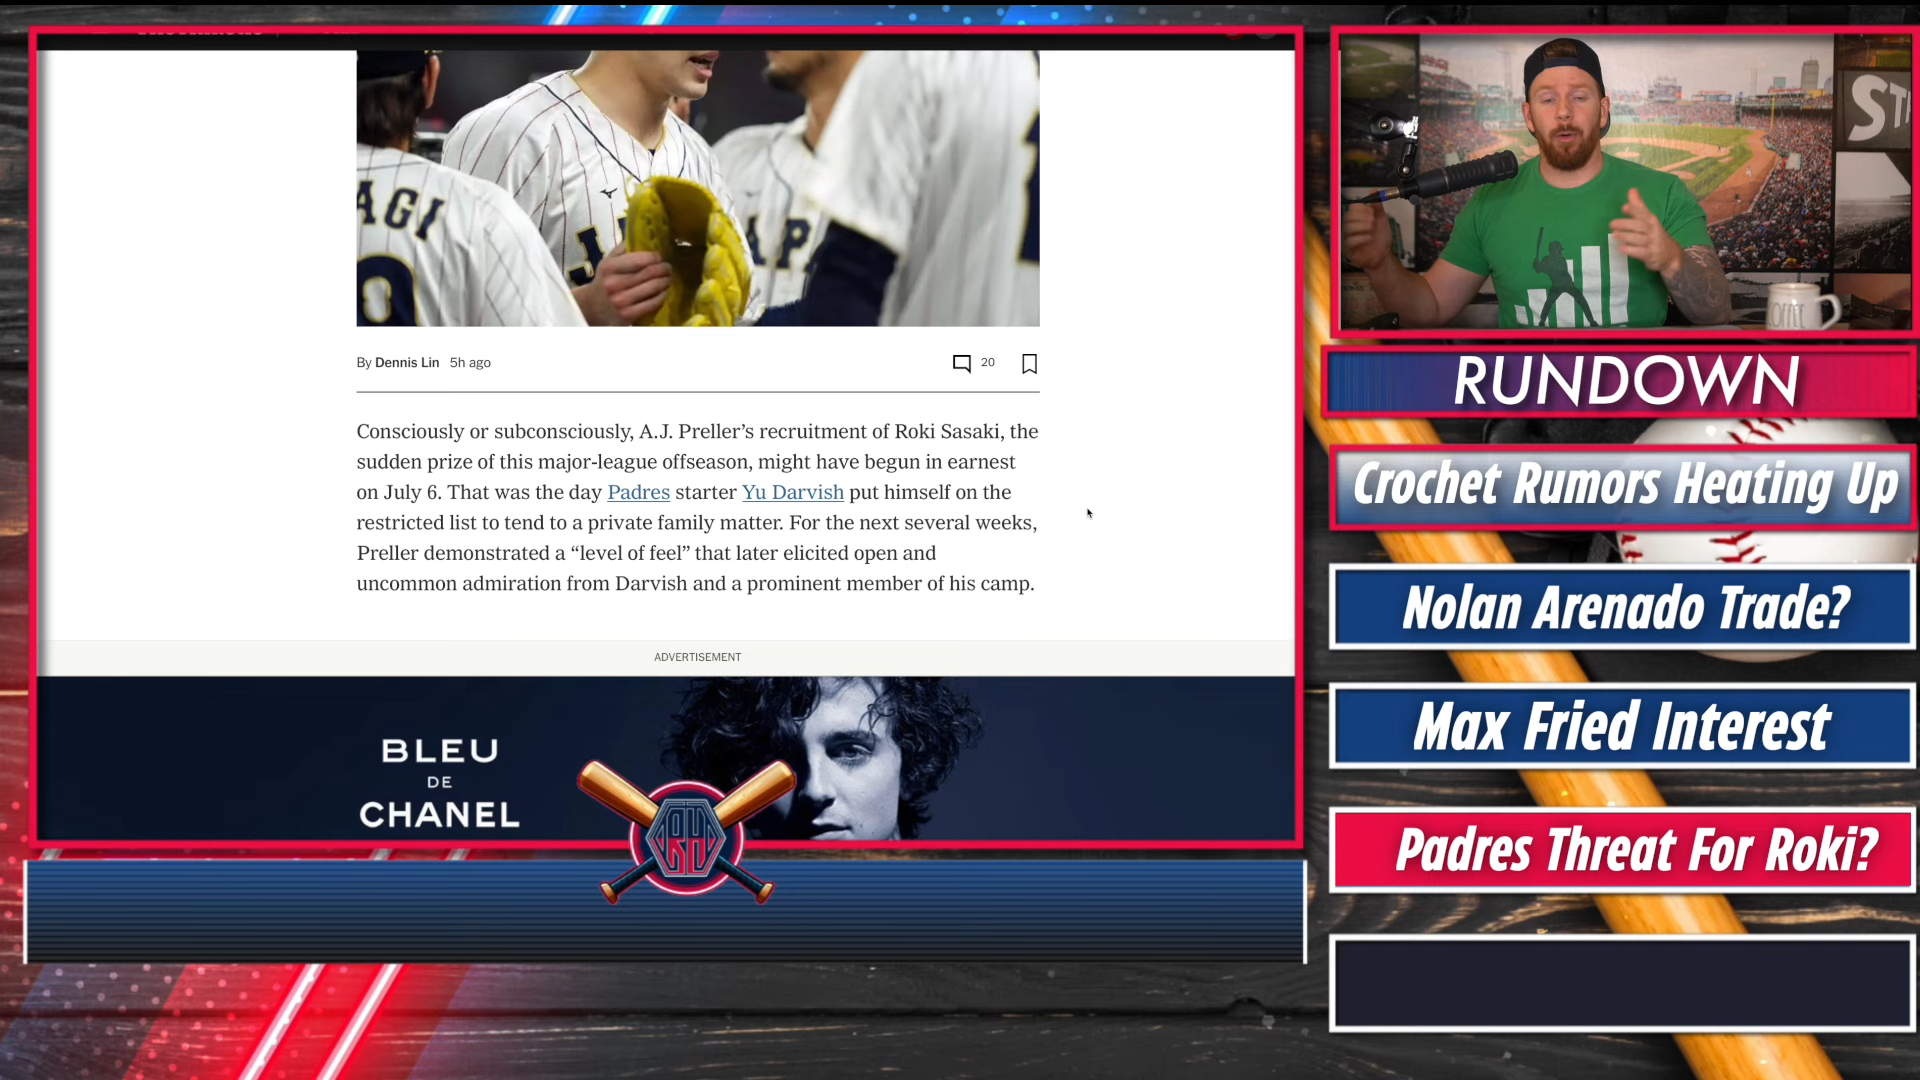 AGI
By Dennis Lin 5h ago
20
Consciously or subconsciously, A.J. Preller’s recruitment of Roki Sasaki, the
sudden prize of this major-league offseason, might have begun in earnest
on July 6. That was the day Padres starter Yu Darvish put himself on the
restricted list to tend to a private family matter. For the next several weeks,
Preller demonstrated a “level of feel” that later elicited open and
uncommon admiration from Darvish and a prominent member of his camp.
ADVERTISEMENT
BLEU
DE
CHANEL
RUNDOWN
Crochet Rumors Heating Up
Nolan Arenado Trade?
Max Fried Interest
Padres Threat For Roki?